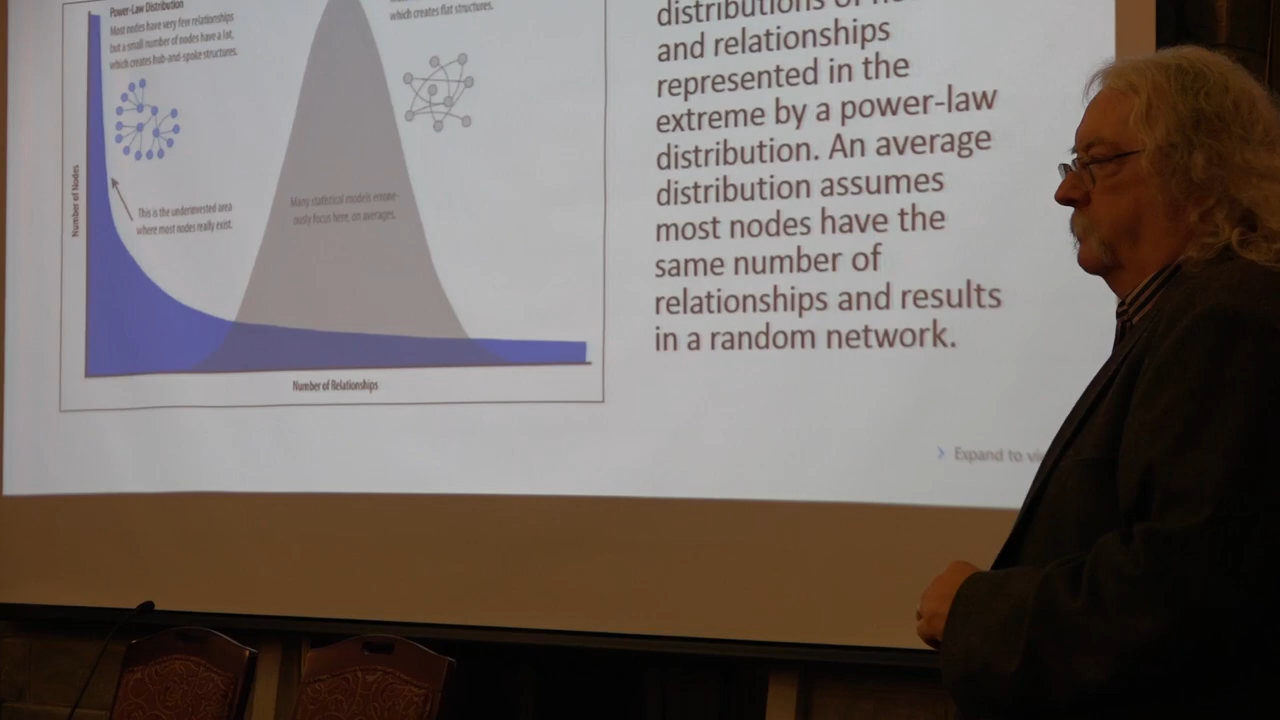 Power-Law Distribution
Most nodes have very few relationships
but a small number of nodes have a lot,
which creates hub-and-spoke structures.
which creates flat structures.
Number of Nodes
This is the underinvested area
where most nodes really exist.
Many statistical models errone-
ously focus here, on averages.
Number of Relationships
distributions of
and relationships
represented in the
extreme by a power-law
distribution. An average
distribution assumes
most nodes have the
same number of
relationships and results
in a random network.
Expand to